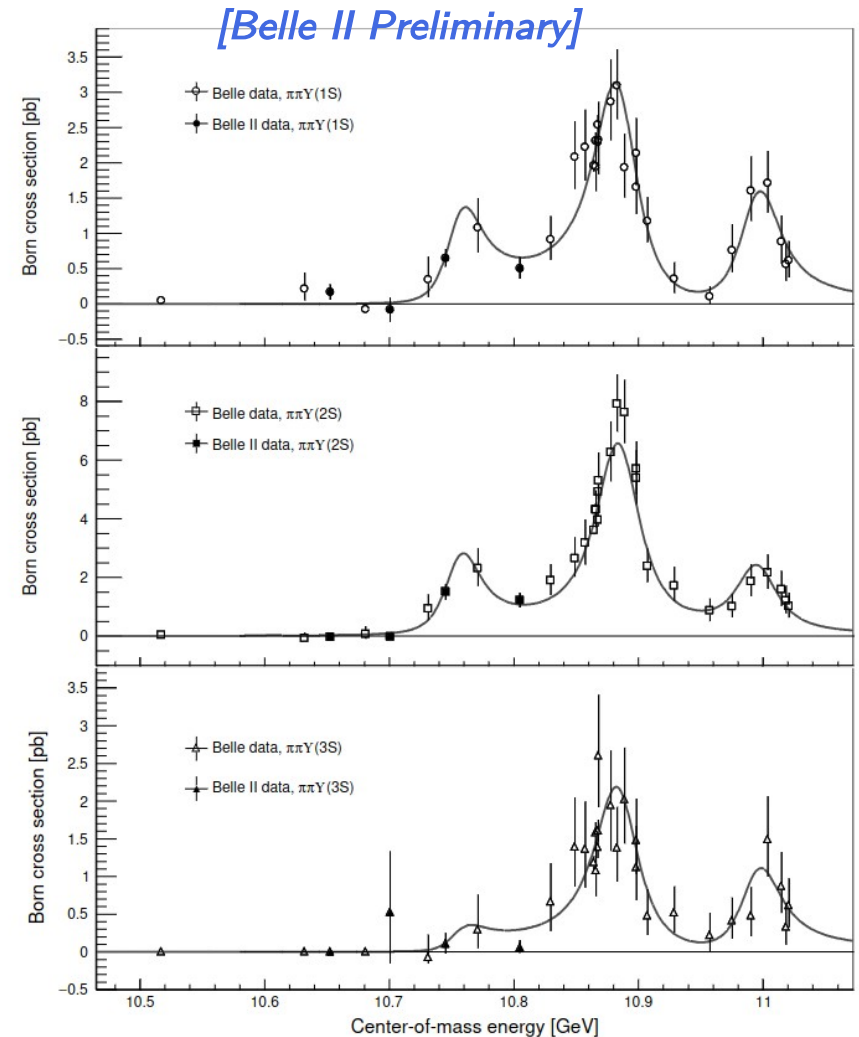 [Belle II Preliminary]
Born cross section [pb]
3.5
3
2.5
2
1.5
1
0.5
0
−0.5
Belle data, ππΥ(1S)
Belle II data, ππΥ(1S)
Born cross section [pb]
8
6
4
2
0
Belle data, ππΥ(2S)
Belle II data, ππΥ(2S)
Born cross section [pb]
3.5
3
2.5
2
1.5
1
0.5
0
−0.5
Belle data, ππΥ(3S)
Belle II data, ππΥ(3S)
10.5 10.6 10.7 10.8 10.9 11
Center-of-mass energy [GeV]